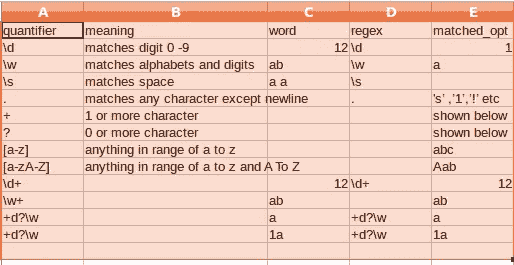 A B C D E
quantifier meaning word regex matched_opt
\d matches digit 0 -9 12 \d 1
\w matches alphabets and digits ab \w a
\s matches space a a \s
. matches any character except newline . 's' ,'1','!' etc
+ 1 or more character shown below
? 0 or more character shown below
[a-z] anything in range of a to z abc
[a-zA-Z] anything in range of a to z and A To Z Aab
\d+ 12 \d+ 12
\w+ ab ab
+d?\w a +d?\w a
+d?\w 1a +d?\w 1a